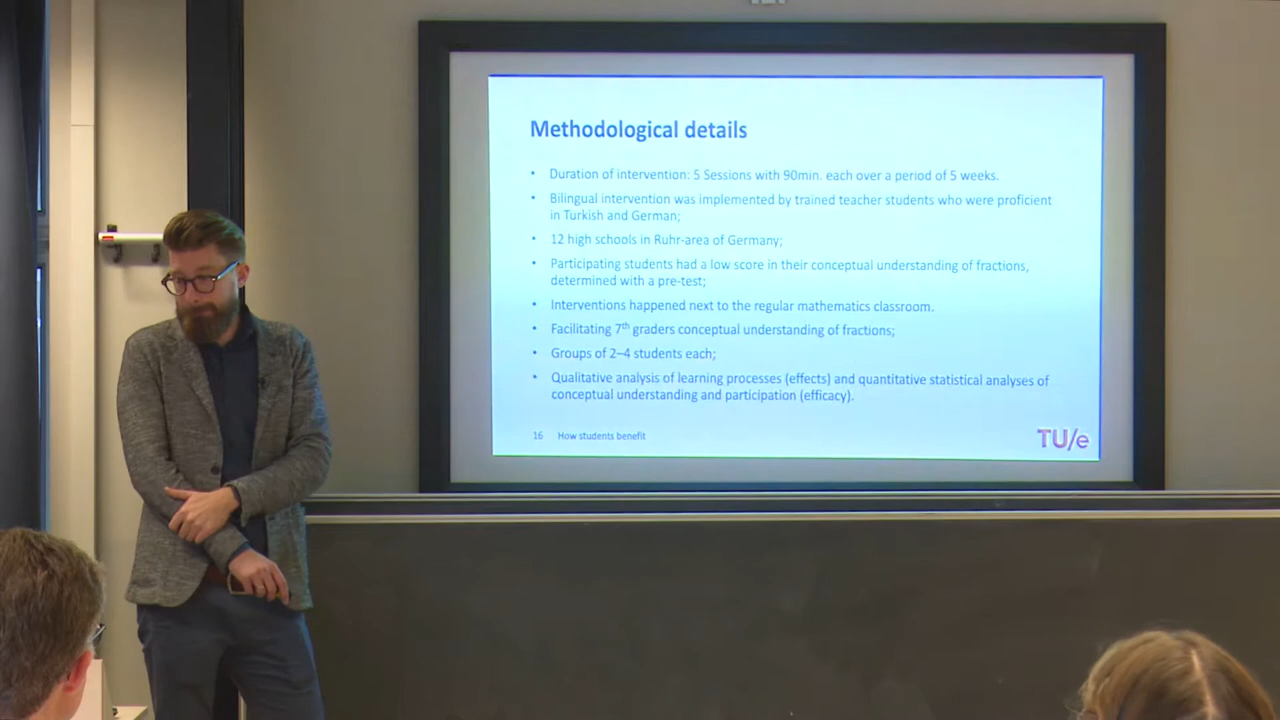 Methodological details
• Duration of intervention: 5 Sessions with 90min. each over a period of 5 weeks.
• Bilingual intervention was implemented by trained teacher students who were proficient
in Turkish and German;
• 12 high schools in Ruhr-area of Germany;
• Participating students had a low score in their conceptual understanding of fractions,
determined with a pre-test;
• Interventions happened next to the regular mathematics classroom.
• Facilitating 7th graders conceptual understanding of fractions;
• Groups of 2–4 students each;
• Qualitative analysis of learning processes (effects) and quantitative statistical analyses of
conceptual understanding and participation (efficacy).
16 How students benefit
TU/e